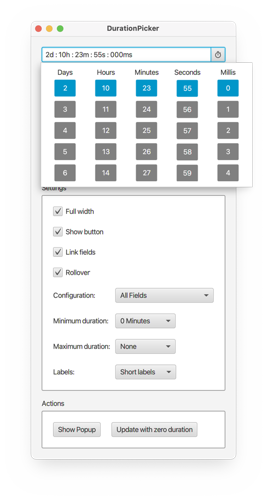 DurationPicker
2d : 10h : 23m : 55s : 000ms
Days Hours Minutes Seconds Millis
2 10 23 55 0
3 11 24 56 1
4 12 25 57 2
5 13 26 58 3
6 14 27 59 4
Settings
Full width
Show button
Link fields
Rollover
Configuration: All Fields
Minimum duration: 0 Minutes
Maximum duration: None
Labels: Short labels
Actions
Show Popup Update with zero duration